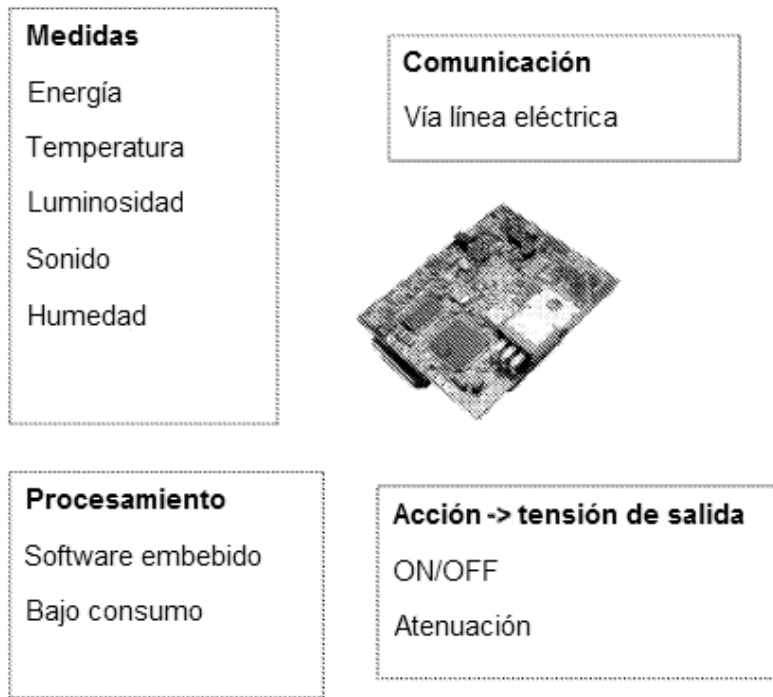 Medidas
Energía
Temperatura
Luminosidad
Sonido
Humedad
Comunicación
Vía línea eléctrica
Procesamiento
Software embebido
Bajo consumo
Acción -> tensión de salida
ON/OFF
Atenuación